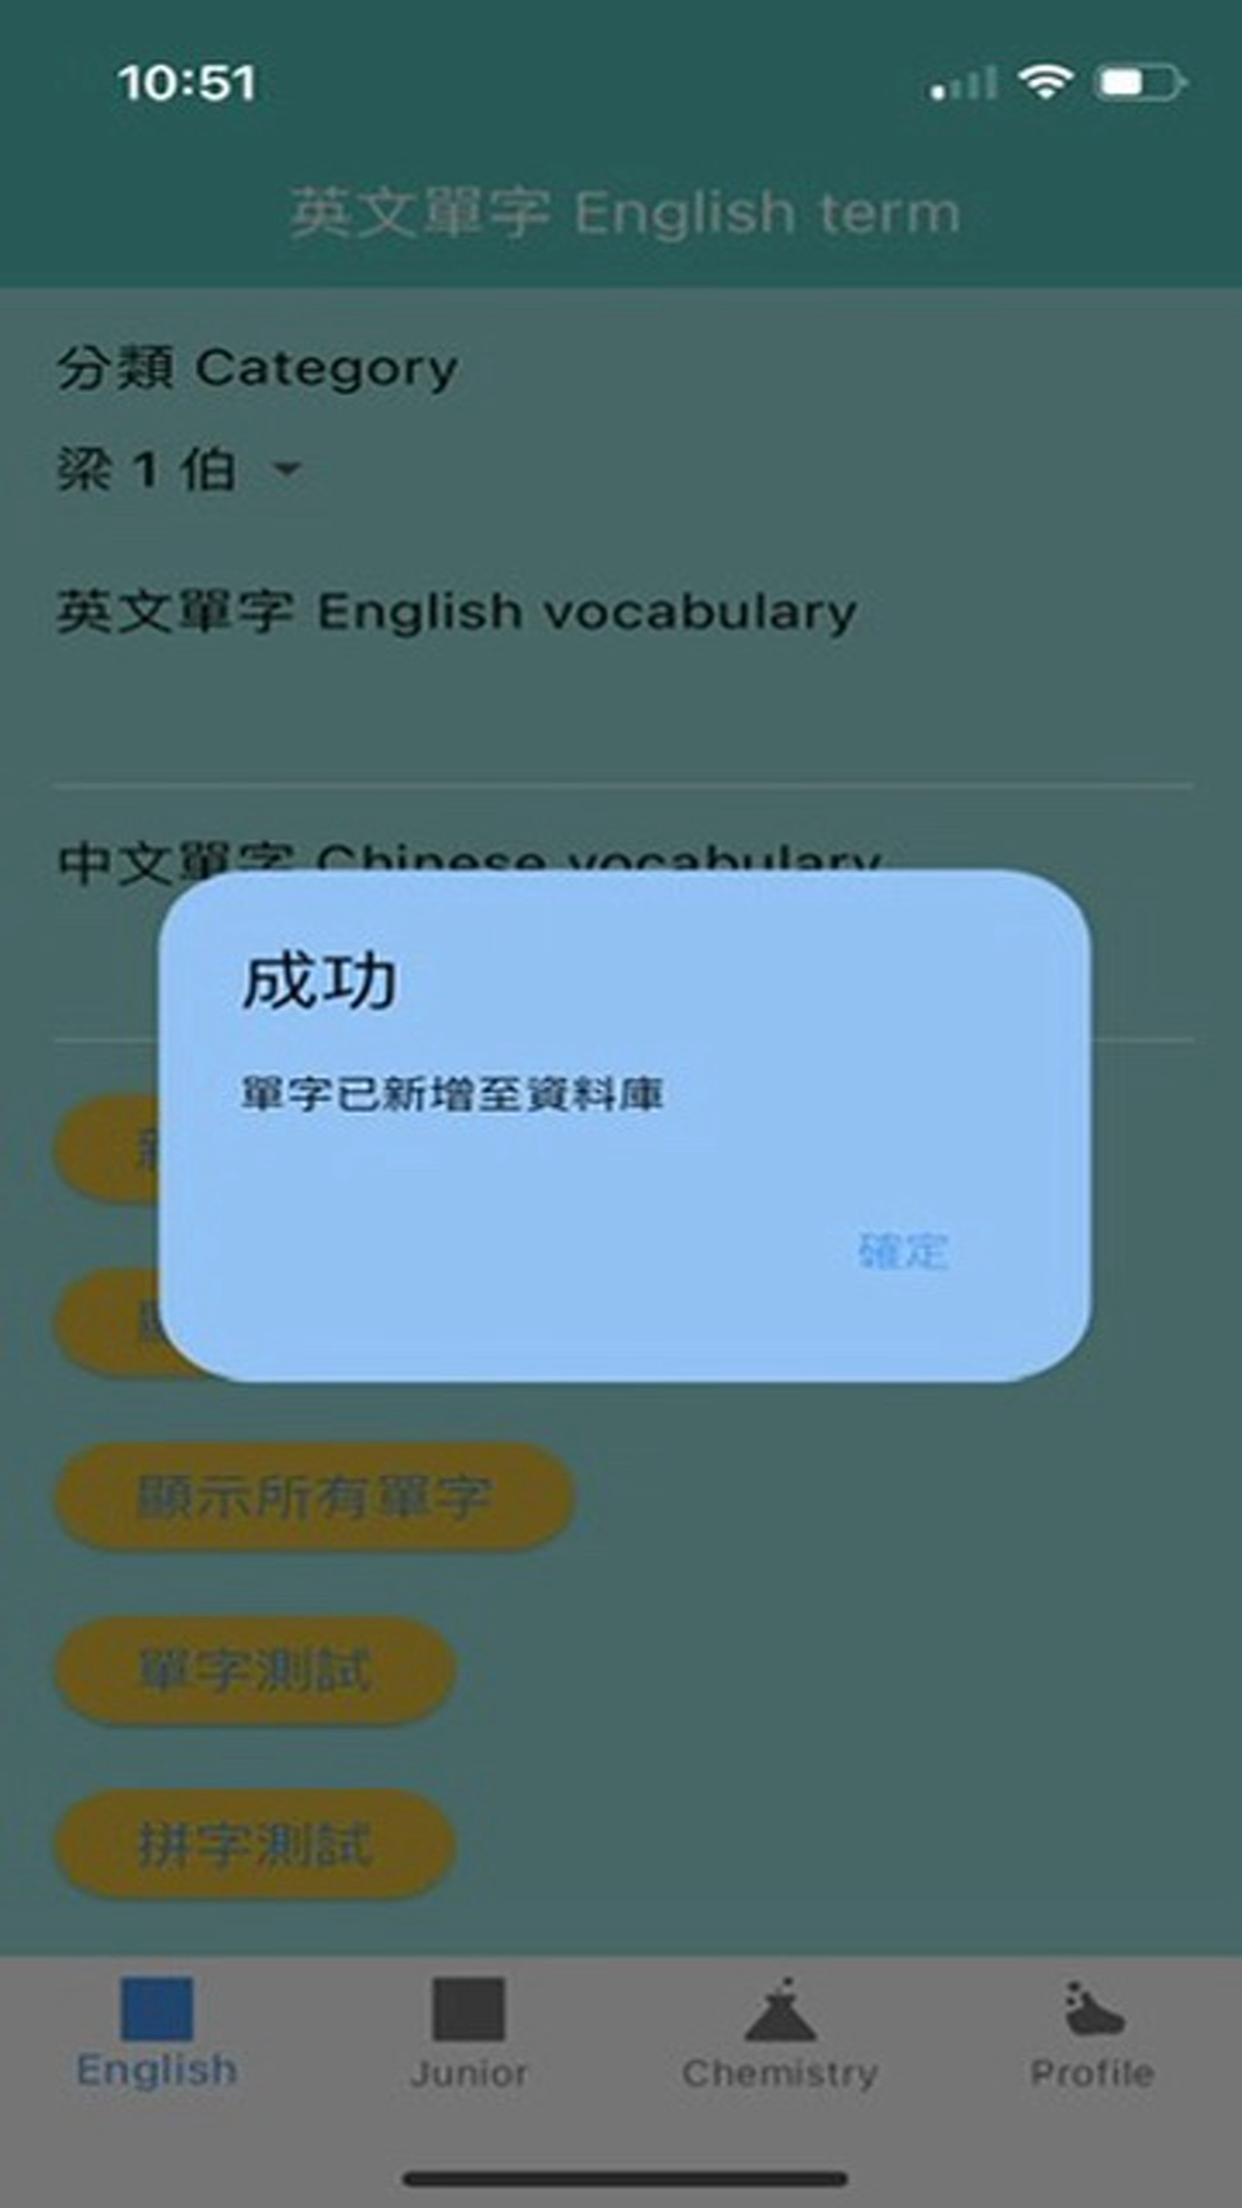 10:51
英文單字 English term
分類 Category
梁 1 伯
英文單字 English vocabulary
中文單字 Chinese vocabulary
成功
單字已新增至資料庫
確定
顯示所有單字
單字測試
拼字測試
English
Junior
Chemistry
Profile